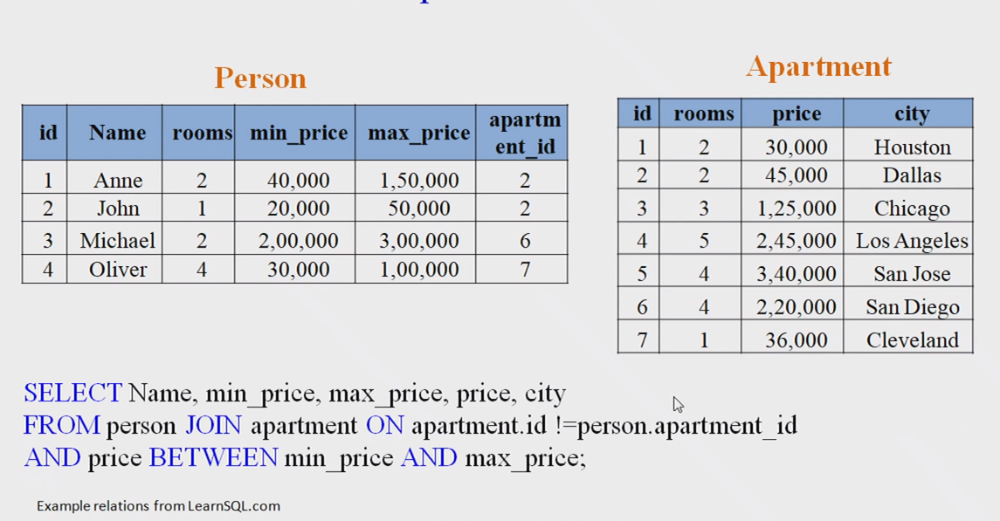 Person
id Name rooms min_price max_price apartm
ent_id
1 Anne 2 40,000 1,50,000 2
2 John 1 20,000 50,000 2
3 Michael 2 2,00,000 3,00,000 6
4 Oliver 4 30,000 1,00,000 7
Apartment
id rooms price city
1 2 30,000 Houston
2 2 45,000 Dallas
3 3 1,25,000 Chicago
4 5 2,45,000 Los Angeles
5 4 3,40,000 San Jose
6 4 2,20,000 San Diego
7 1 36,000 Cleveland
SELECT Name, min_price, max_price, price, city
FROM person JOIN apartment ON apartment.id !=person.apartment_id
AND price BETWEEN min_price AND max_price;
Example relations from LearnSQL.com